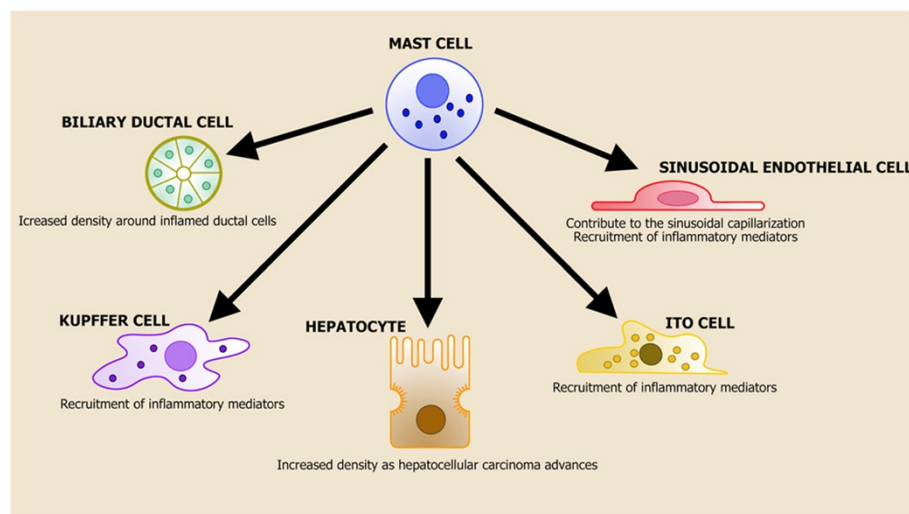 MAST CELL
BILIARY DUCTAL CELL
Icreased density around inflamed ductal cells
SINUSOIDAL ENDOTHELIAL CELL
Contribute to the sinusoidal capillarization
Recruitment of inflammatory mediators
KUPFFER CELL
Recruitment of inflammatory mediators
HEPATOCYTE
Increased density as hepatocellular carcinoma advances
ITO CELL
Recruitment of inflammatory mediators